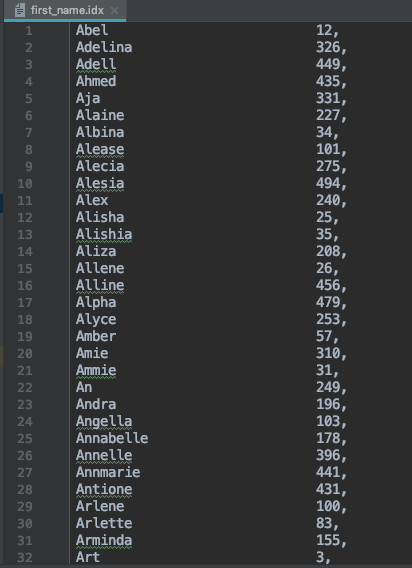 first_name.idx
1 Abel 12,
2 Adelina 326,
3 Adell 449,
4 Ahmed 435,
5 Aja 331,
6 Alaine 227,
7 Albina 34,
8 Alease 101,
9 Alecia 275,
10 Alesia 494,
11 Alex 240,
12 Alisha 25,
13 Alishia 35,
14 Aliza 208,
15 Allene 26,
16 Alline 456,
17 Alpha 479,
18 Alyce 253,
19 Amber 57,
20 Amie 310,
21 Ammie 31,
22 An 249,
23 Andra 196,
24 Angella 103,
25 Annabelle 178,
26 Annelle 396,
27 Annmarie 441,
28 Antione 431,
29 Arlene 100,
30 Arlette 83,
31 Arminda 155,
32 Art 3,